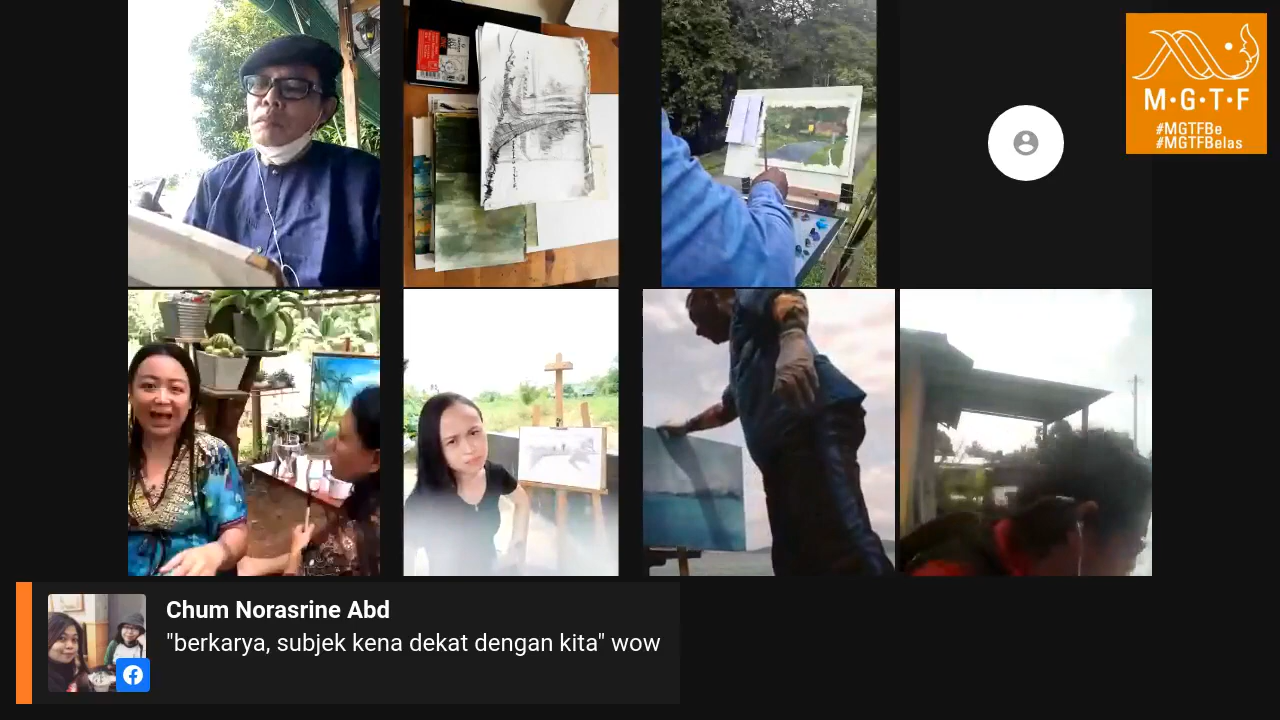 M·G·T·F
#MGTFBe
#MGTFBelas
Chum Norasrine Abd
"berkarya, subjek kena dekat dengan kita" wow